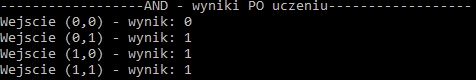 ------------------AND - wyniki PO uczeniu------------------
Wejscie (0,0) - wynik: 0
Wejscie (0,1) - wynik: 1
Wejscie (1,0) - wynik: 1
Wejscie (1,1) - wynik: 1